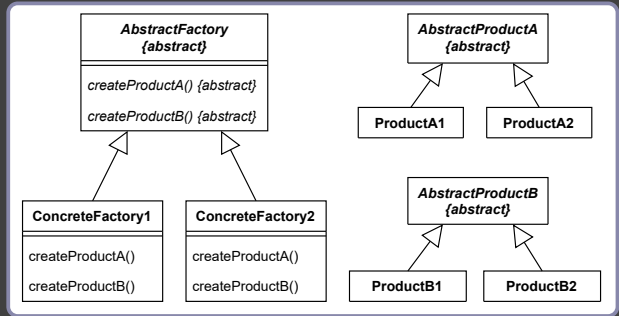 AbstractFactory
{abstract}
createProductA() {abstract}
createProductB() {abstract}
ConcreteFactory1
createProductA()
createProductB()
ConcreteFactory2
createProductA()
createProductB()
AbstractProductA
{abstract}
ProductA1
ProductA2
AbstractProductB
{abstract}
ProductB1
ProductB2